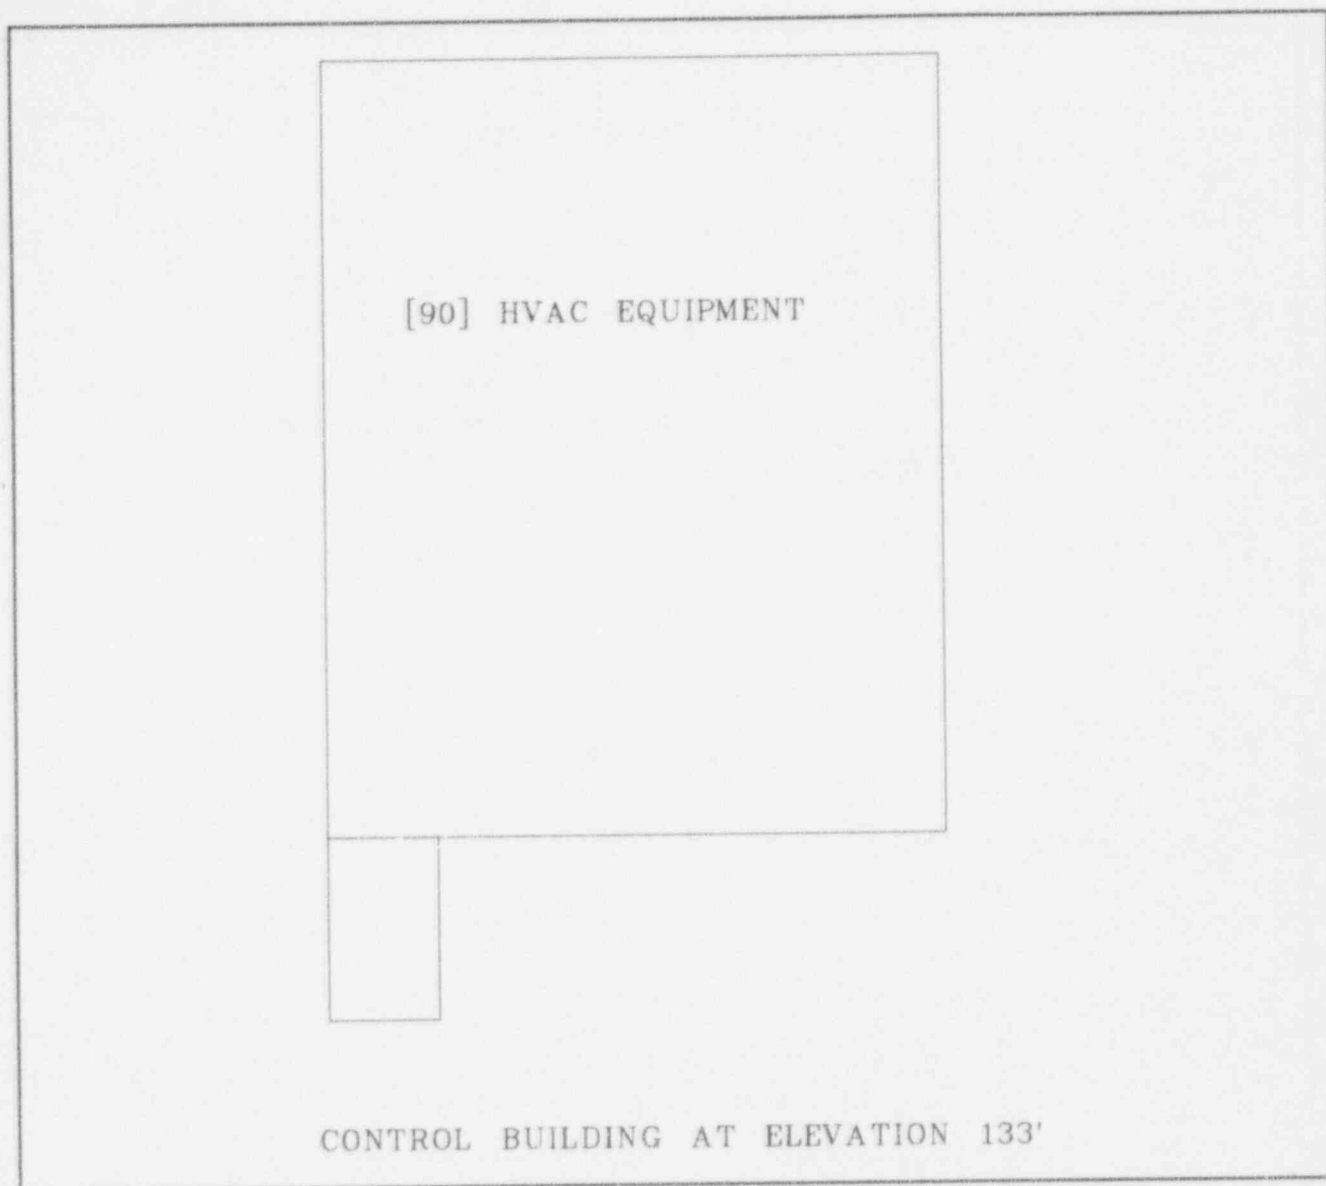 [90] HVAC EQUIPMENT
CONTROL BUILDING AT ELEVATION 133'